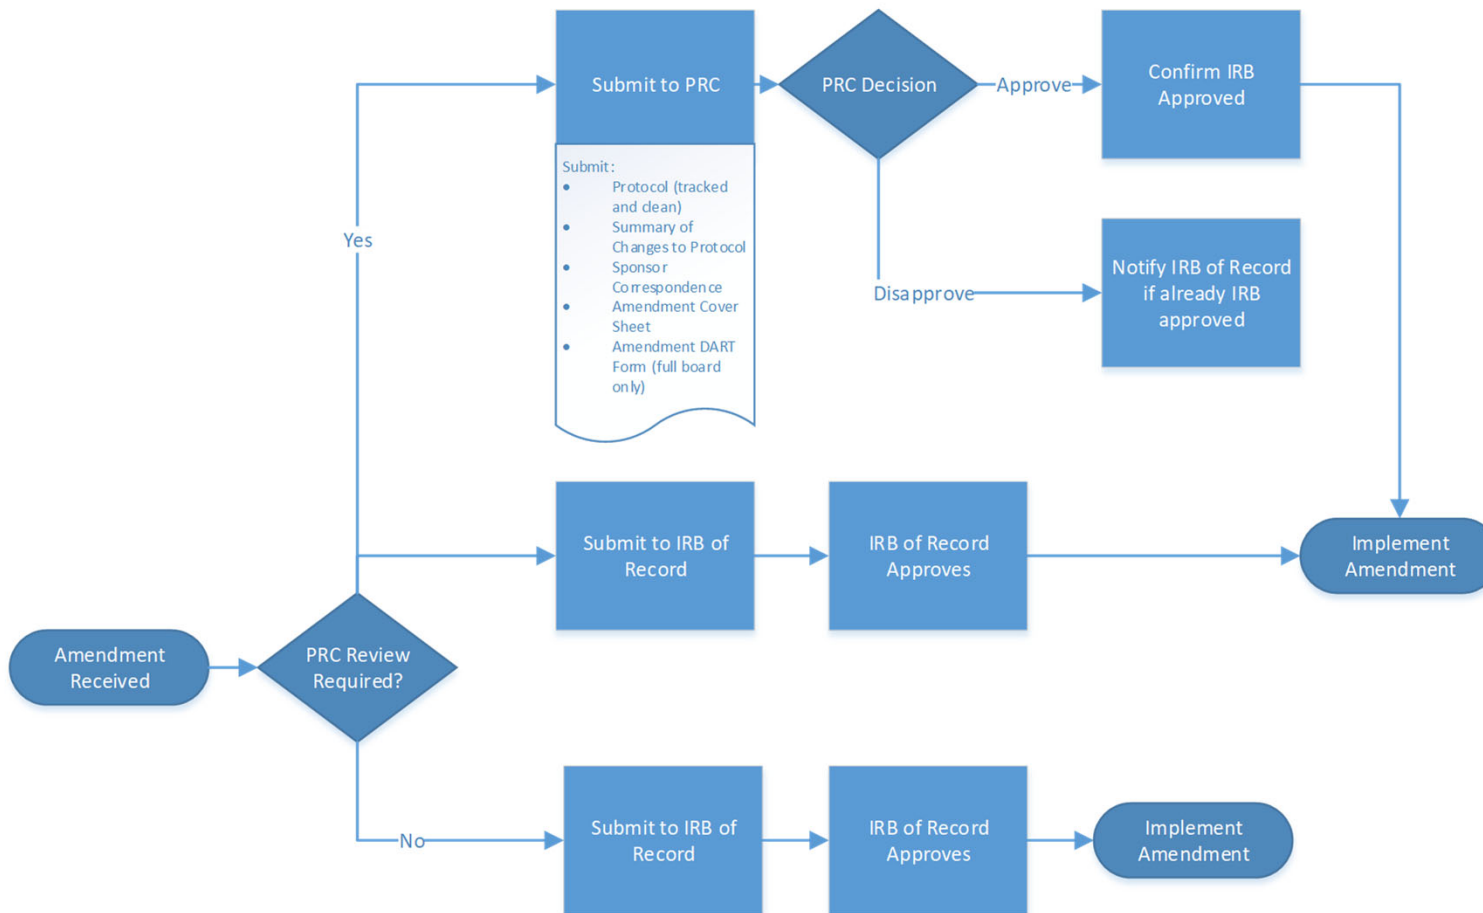 Submit to PRC
PRC Decision
Approve
Confirm IRB
Approved
Submit:
• Protocol (tracked
and clean)
• Summary of
Changes to Protocol
• Sponsor
Correspondence
• Amendment Cover
Sheet
• Amendment DART
Form (full board
only)
Yes
Disapprove
Notify IRB of Record
if already IRB
approved
Submit to IRB of
Record
IRB of Record
Approves
Implement
Amendment
Amendment
Received
PRC Review
Required?
No
Submit to IRB of
Record
IRB of Record
Approves
Implement
Amendment